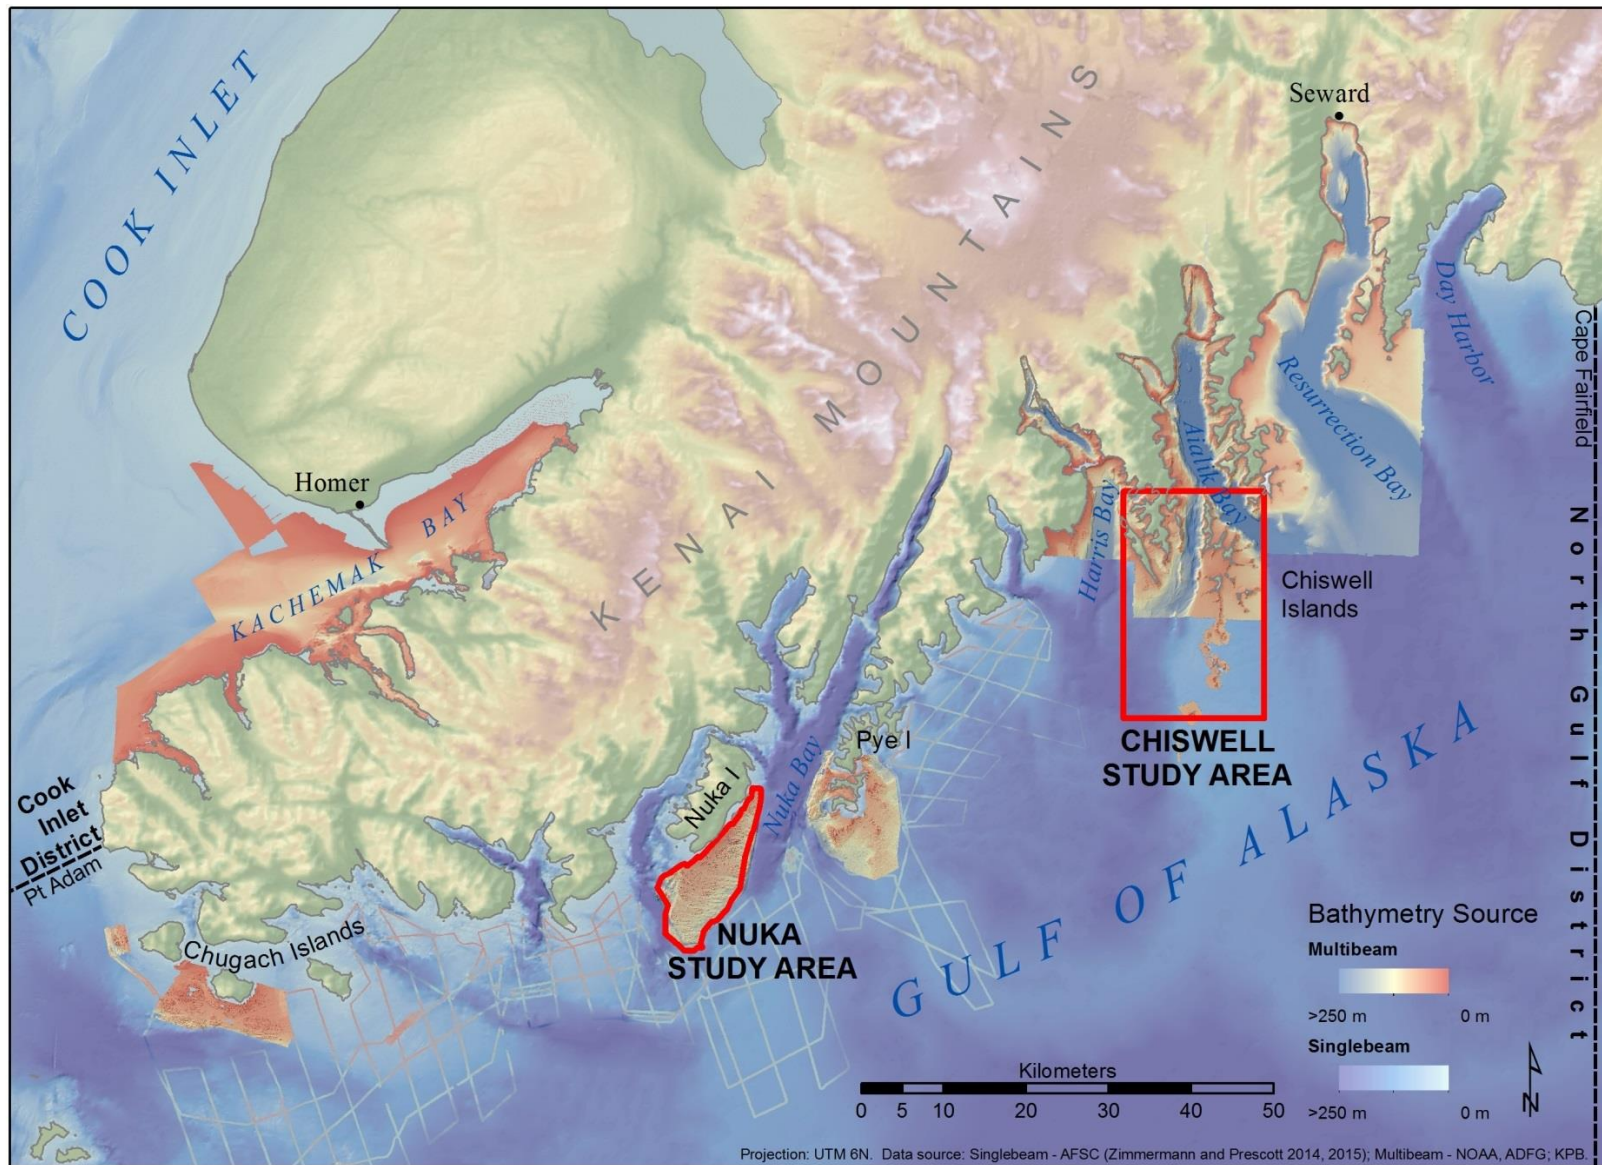 COOK INLET
Seward
KENAI MOUNTAINS
Day Harbor
Cape Fairfield
Resurrection Bay
Aialik Bay
Harris Bay
Homer
KACHEMAK BAY
Chiswell
Islands
North Gulf District
CHISWELL
STUDY AREA
Pye I
Nuka Bay
Nuka I
Cook
Inlet
District
Pt Adam
NUKA
STUDY AREA
Chugach Islands
GULF OF ALASKA
Bathymetry Source
Multibeam
>250 m 0 m
Singlebeam
>250 m 0 m
Kilometers
0 5 10 20 30 40 50
N
Projection: UTM 6N. Data source: Singlebeam - AFSC (Zimmermann and Prescott 2014, 2015); Multibeam - NOAA, ADFG; KPB.